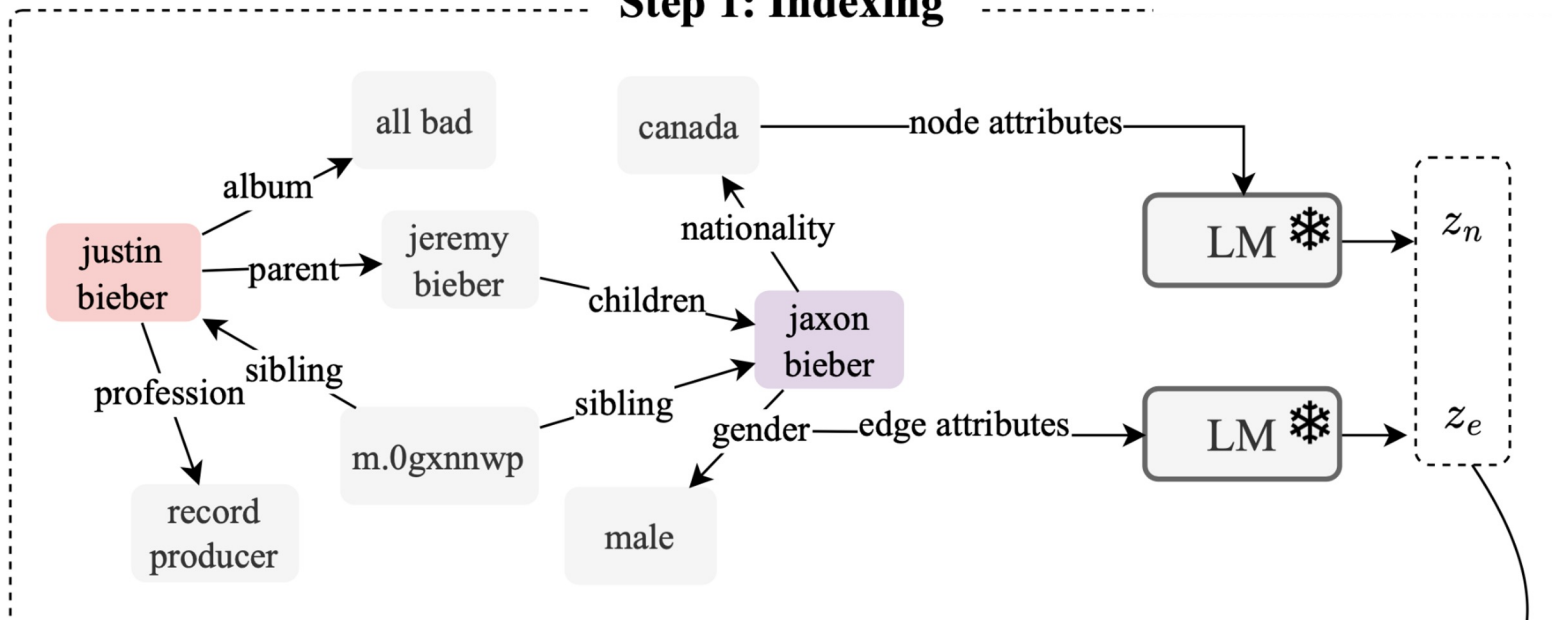 Step 1: Indexing
all bad
canada
node attributes
album
justin
bieber
parent
jeremy
bieber
nationality
LM
z_n
children
jaxon
bieber
sibling
profession
sibling
gender
edge attributes
LM
z_e
m.0gxnnwp
record
producer
male